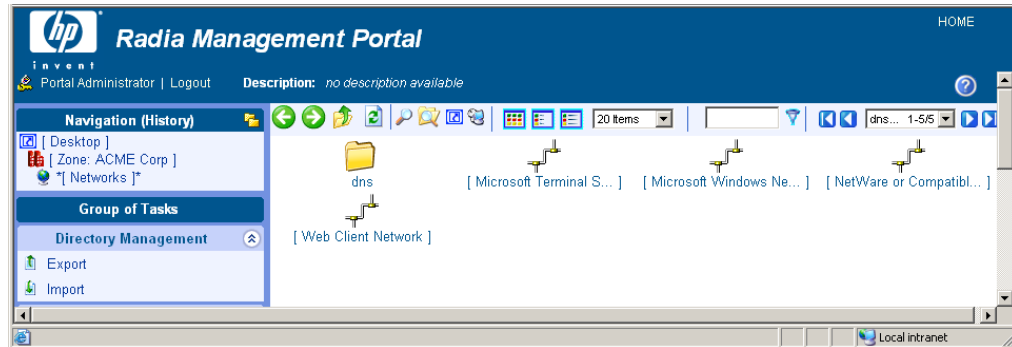 HOME
hp
invent
Radia Management Portal
Portal Administrator | Logout Description: no description available
Navigation (History)
[ Desktop ]
[ Zone: ACME Corp ]
*[ Networks ]*
Group of Tasks
Directory Management
Export
Import
20 Items
dns... 1-5/5
dns [ Microsoft Terminal S... ] [ Microsoft Windows Ne... ] [ NetWare or Compatibl... ]
[ Web Client Network ]
Local intranet